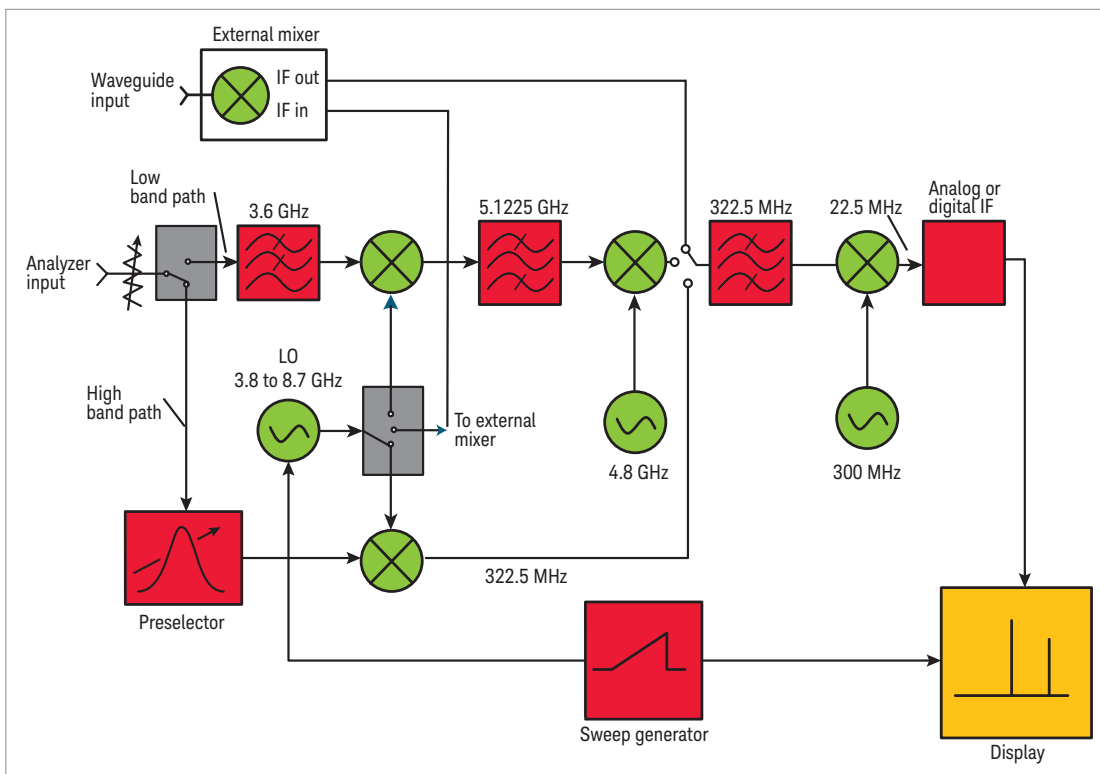 External mixer
Waveguide
input
IF out
IF in
Low
band path
3.6 GHz
5.1225 GHz
322.5 MHz
22.5 MHz
Analog or
digital IF
Analyzer
input
LO
3.8 to 8.7 GHz
High
band path
To external
mixer
4.8 GHz
300 MHz
322.5 MHz
Preselector
Sweep generator
Display